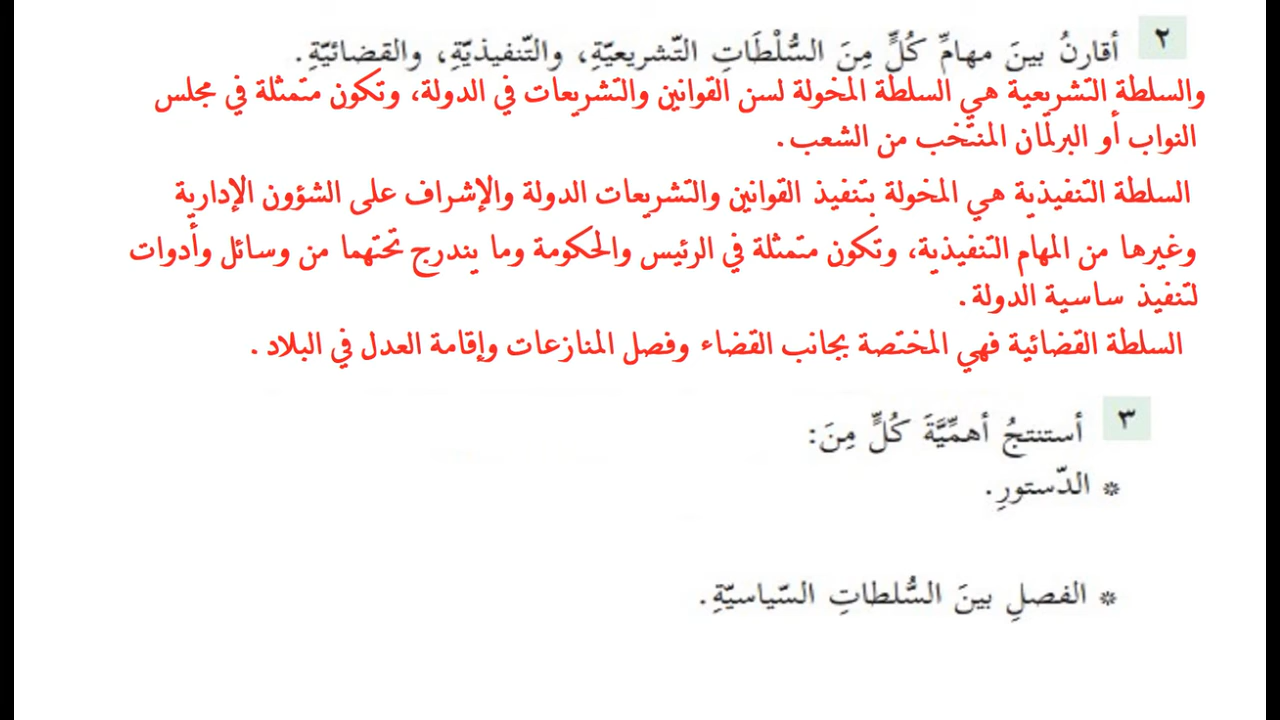 ٢ أقارنُ بينَ مهامِّ كُلٍّ مِنَ السُّلْطَاتِ التّشريعيّةِ، والتّنفيذيّةِ، والقضائيّةِ.
والسلطة التشريعية هي السلطة المخولة لسن القوانين والتشريعات في الدولة، وتكون متمثلة في مجلس
النواب أو البرلمان المنتخب من الشعب.
السلطة التنفيذية هي المخولة بتنفيذ القوانين والتشريعات الدولة والإشراف على الشؤون الإدارية
وغيرها من المهام التنفيذية، وتكون متمثلة في الرئيس والحكومة وما يندرج تحتهما من وسائل وأدوات
لتنفيذ ساسية الدولة.
السلطة القضائية فهي المختصة بجانب القضاء وفصل المنازعات وإقامة العدل في البلاد.
٣ أستنتجُ أهمِّيَّةَ كُلٍّ مِنَ:
* الدّستورِ.
* الفصلِ بينَ السُّلطاتِ السّياسيّةِ.